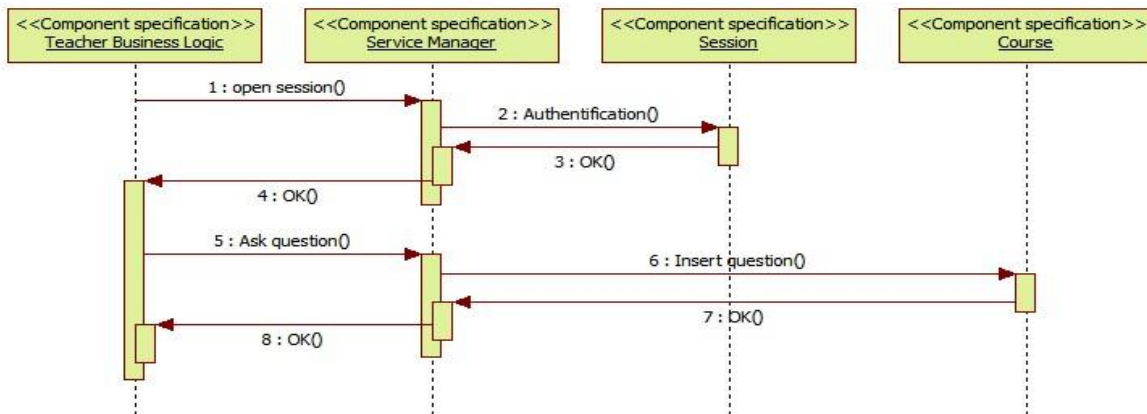 <<Component specification>>
Teacher Business Logic
<<Component specification>>
Service Manager
<<Component specification>>
Session
<<Component specification>>
Course
1 : open session()
2 : Authentification()
3 : OK()
4 : OK()
5 : Ask question()
6 : Insert question()
7 : OK()
8 : OK()